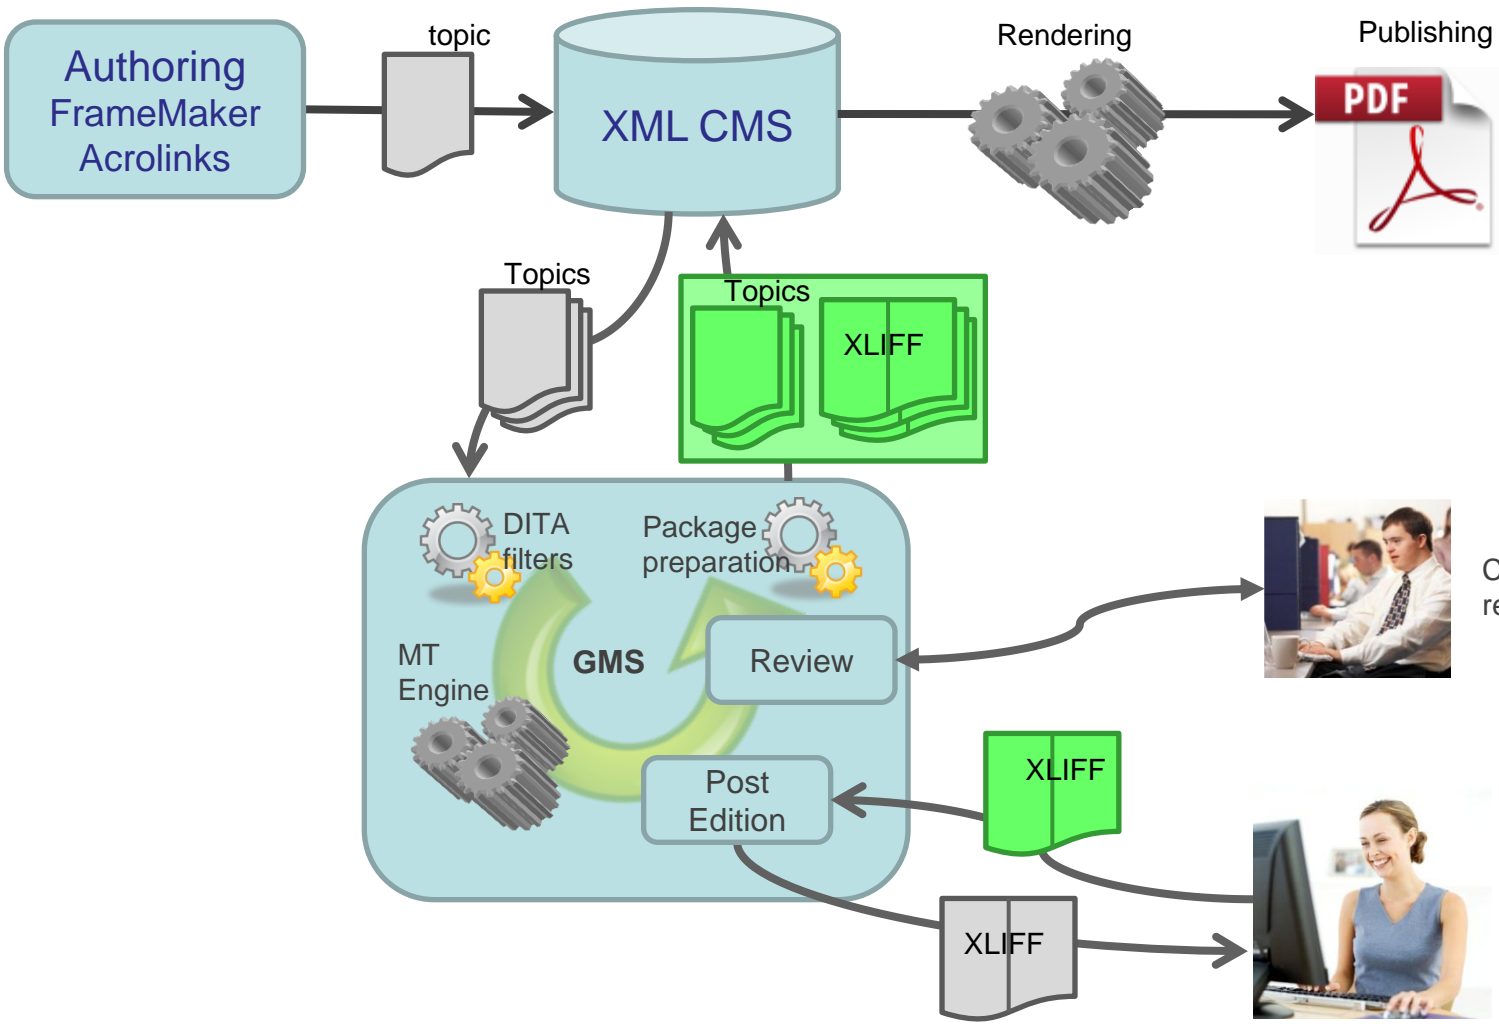 topic
Rendering
Publishing
Authoring
FrameMaker
Acrolinks
XML CMS
PDF
Topics
Topics
XLIFF
DITA
filters
Package
preparation
MT
Engine
GMS
Review
Post
Edition
XLIFF
XLIFF